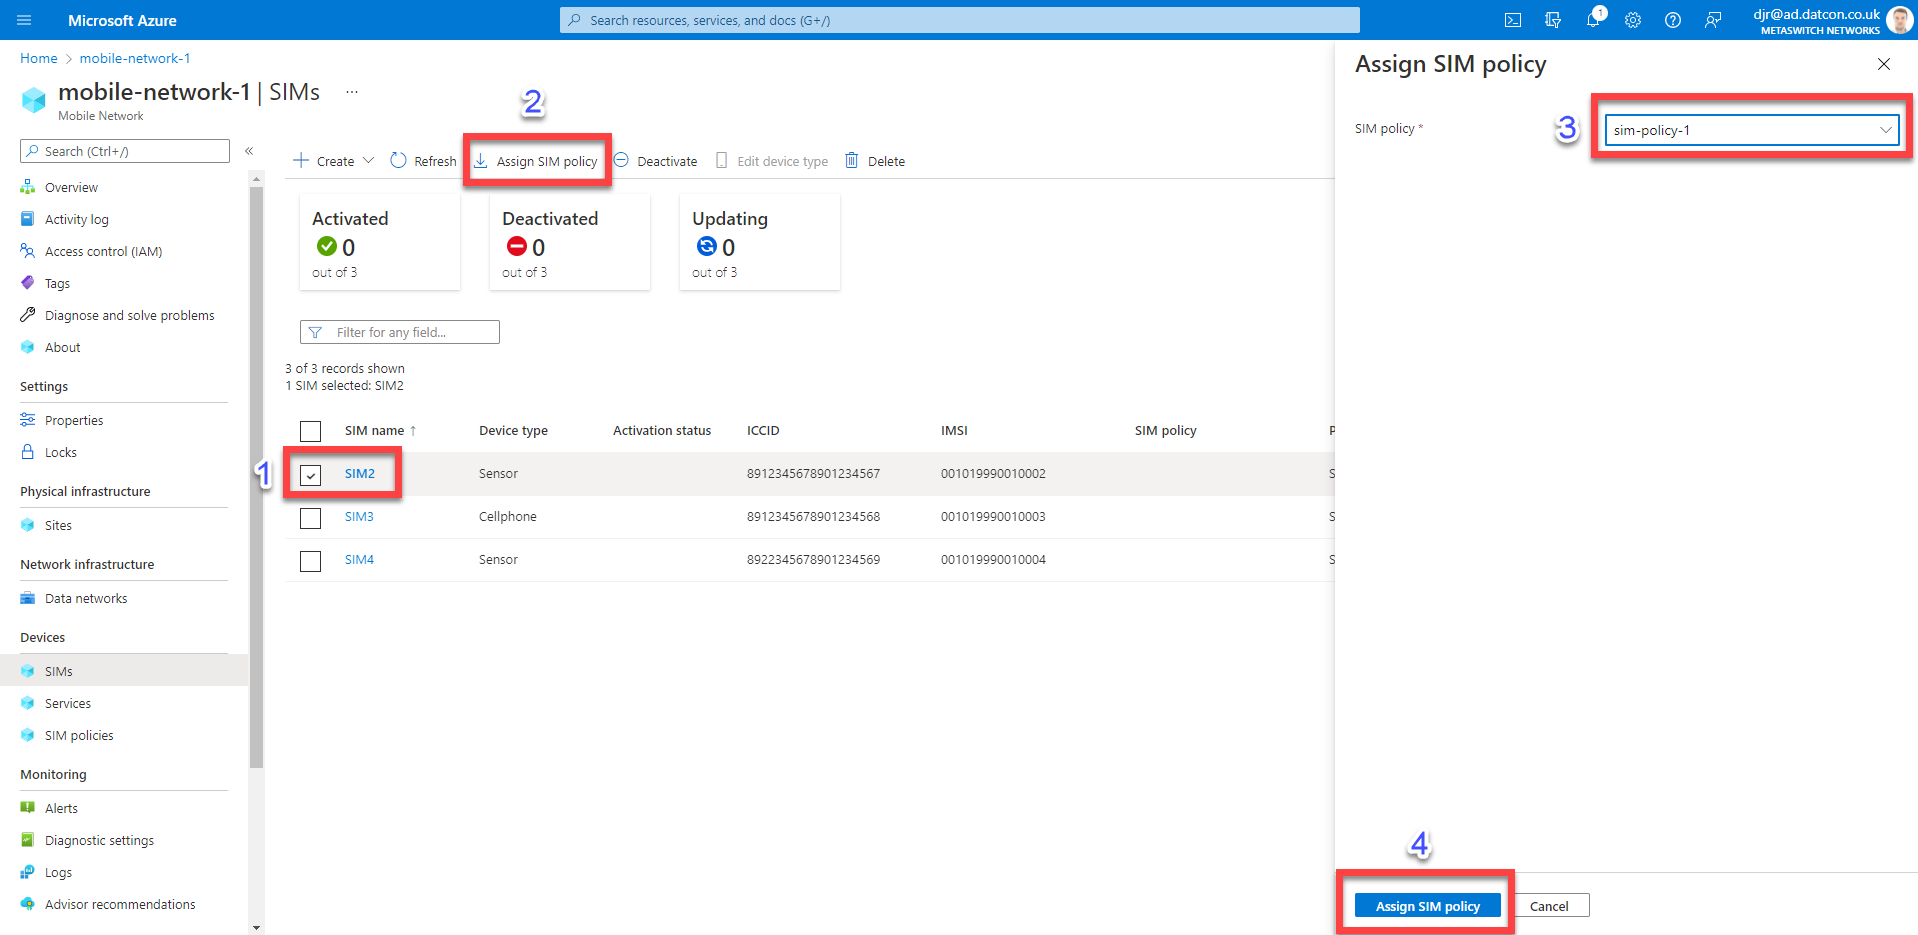 Microsoft Azure
Search resources, services, and docs (G+/)
1
djr@ad.datcon.co.uk
METASWITCH NETWORKS
Home > mobile-network-1
mobile-network-1 | SIMs ...
Mobile Network
Search (Ctrl+/)
«
Overview
Activity log
Access control (IAM)
Tags
Diagnose and solve problems
About
Settings
Properties
Locks
Physical infrastructure
Sites
Network infrastructure
Data networks
Devices
SIMs
Services
SIM policies
Monitoring
Alerts
Diagnostic settings
Logs
Advisor recommendations
2
Create Refresh Assign SIM policy Deactivate Edit device type Delete
Activated
0
out of 3
Deactivated
0
out of 3
Updating
0
out of 3
Filter for any field...
3 of 3 records shown
1 SIM selected: SIM2
SIM name ↑ Device type Activation status ICCID IMSI SIM policy P
1
SIM2 Sensor 8912345678901234567 001019990010002 S
SIM3 Cellphone 8912345678901234568 001019990010003 S
SIM4 Sensor 8922345678901234569 001019990010004 S
Assign SIM policy
SIM policy *
3
sim-policy-1
4
Assign SIM policy
Cancel